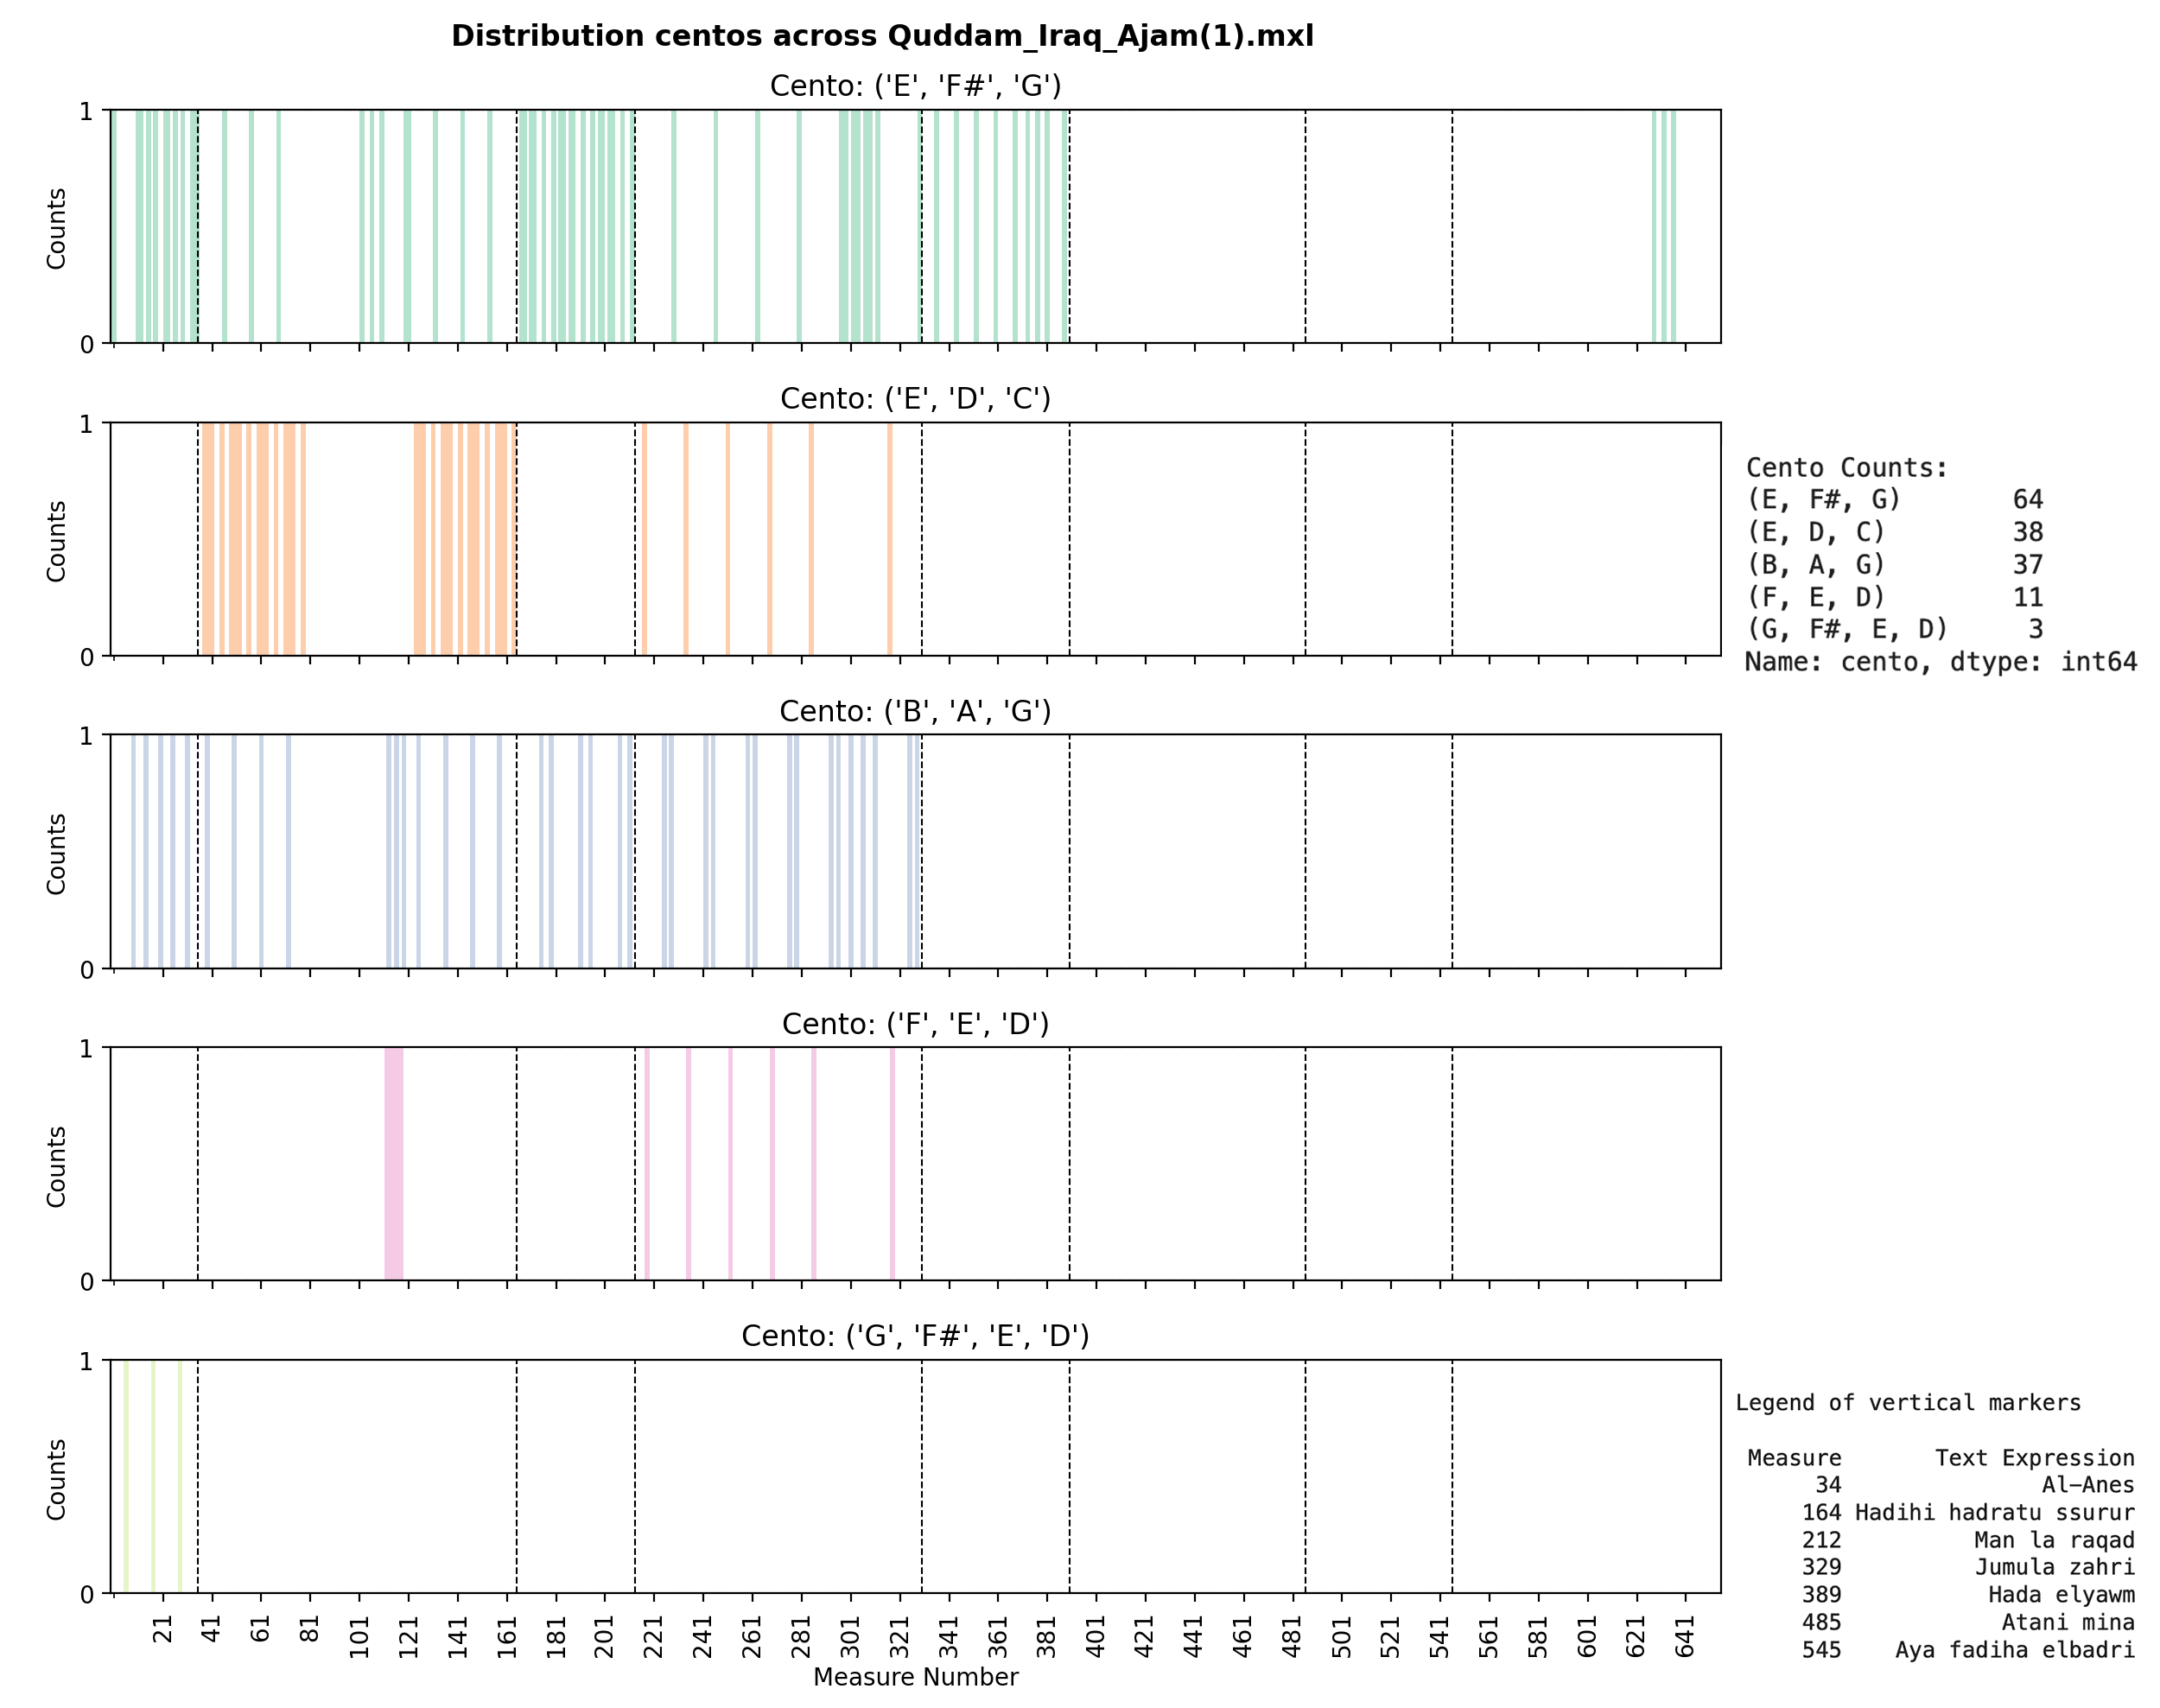 Distribution centos across Quddam_Iraq_Ajam(1).mxl
Cento: ('E', 'F#', 'G')
1
Counts
0
Cento: ('E', 'D', 'C')
1
Counts
0
Cento Counts:
(E, F#, G) 64
(E, D, C) 38
(B, A, G) 37
(F, E, D) 11
(G, F#, E, D) 3
Name: cento, dtype: int64
Cento: ('B', 'A', 'G')
1
Counts
0
Cento: ('F', 'E', 'D')
1
Counts
0
Cento: ('G', 'F#', 'E', 'D')
1
Counts
0
21 41 61 81 101 121 141 161 181 201 221 241 261 281 301 321 341 361 381 401 421 441 461 481 501 521 541 561 581 601 621 641
Measure Number
Legend of vertical markers
Measure Text Expression
34 Al−Anes
164 Hadihi hadratu ssurur
212 Man la raqad
329 Jumula zahri
389 Hada elyawm
485 Atani mina
545 Aya fadiha elbadri